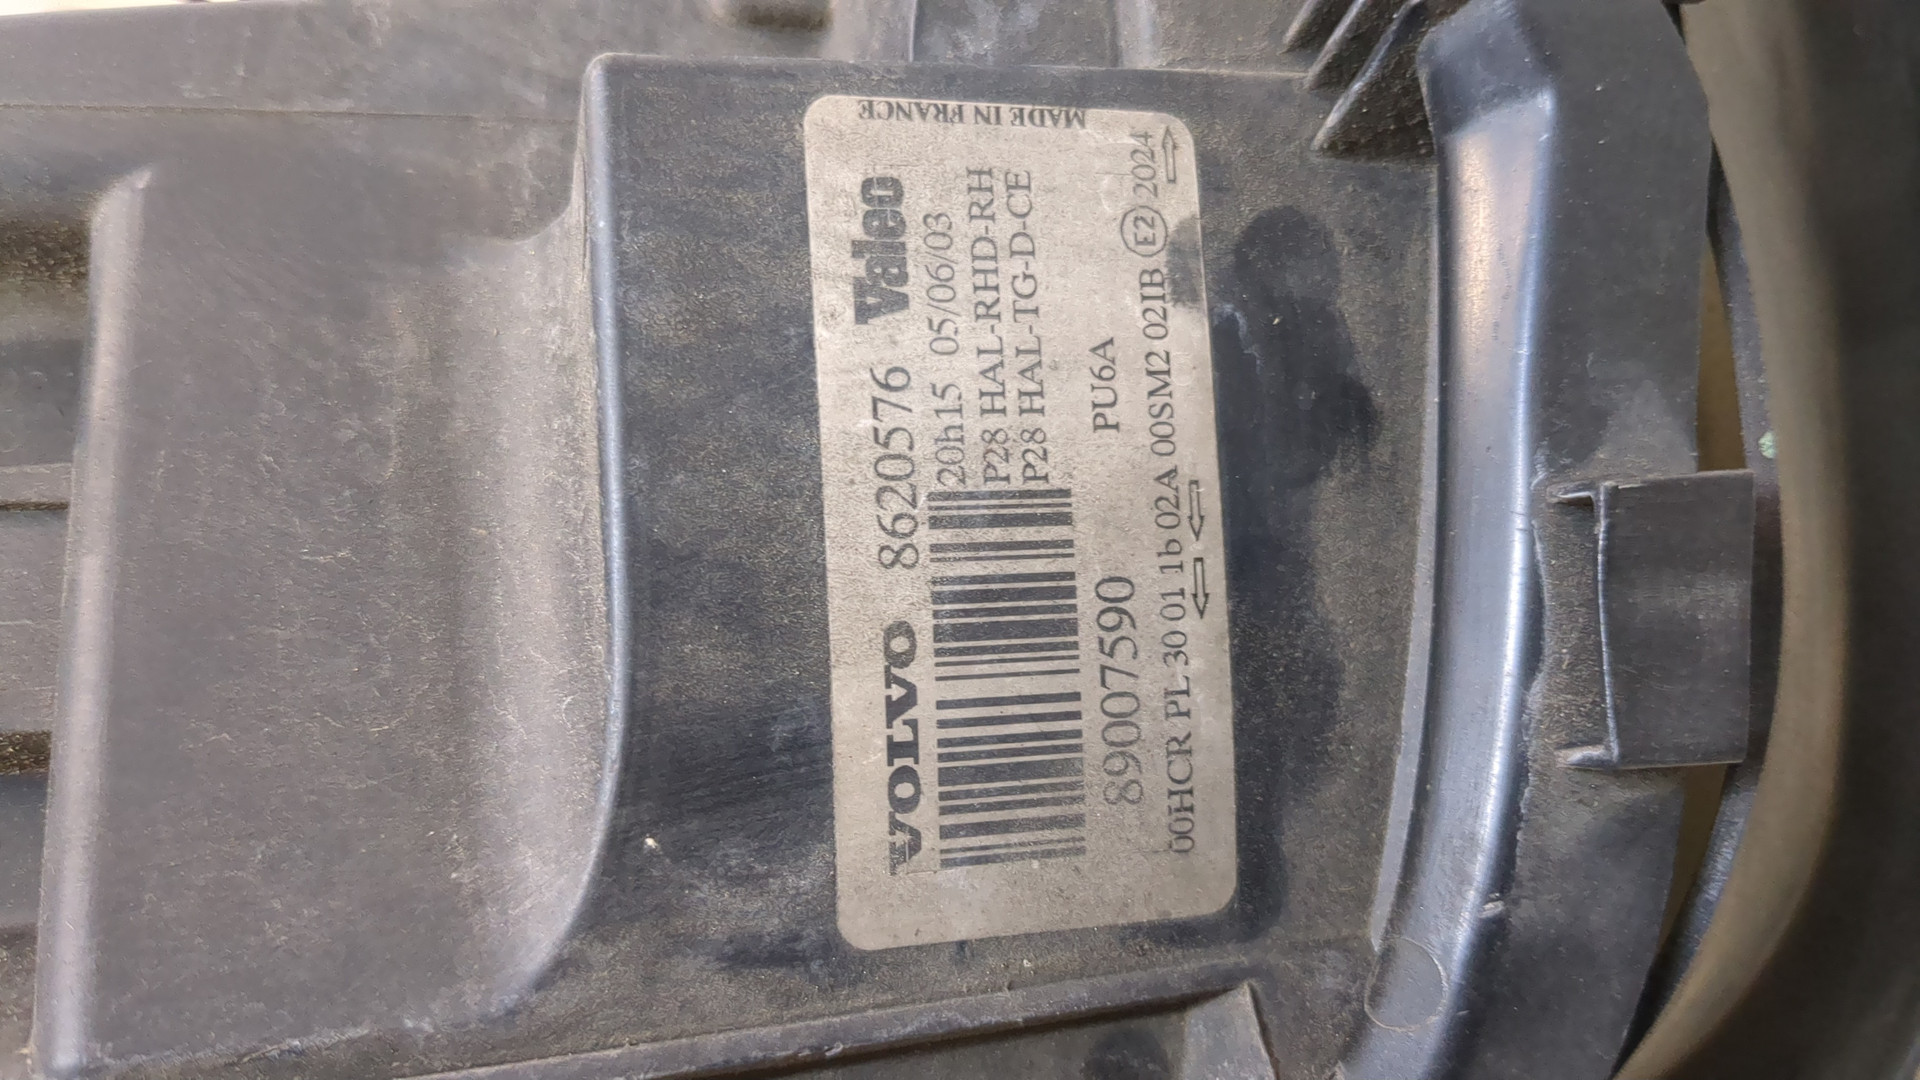 VOLVO 8620576 Valeo
20h15 05/06/03
P28 HAL-RHD-RH
P28 HAL-TG-D-CE
89007590 PU6A
00HCR PL 30 01 1b 02A 00SM2 02IB E2 2024
MADE IN FRANCE